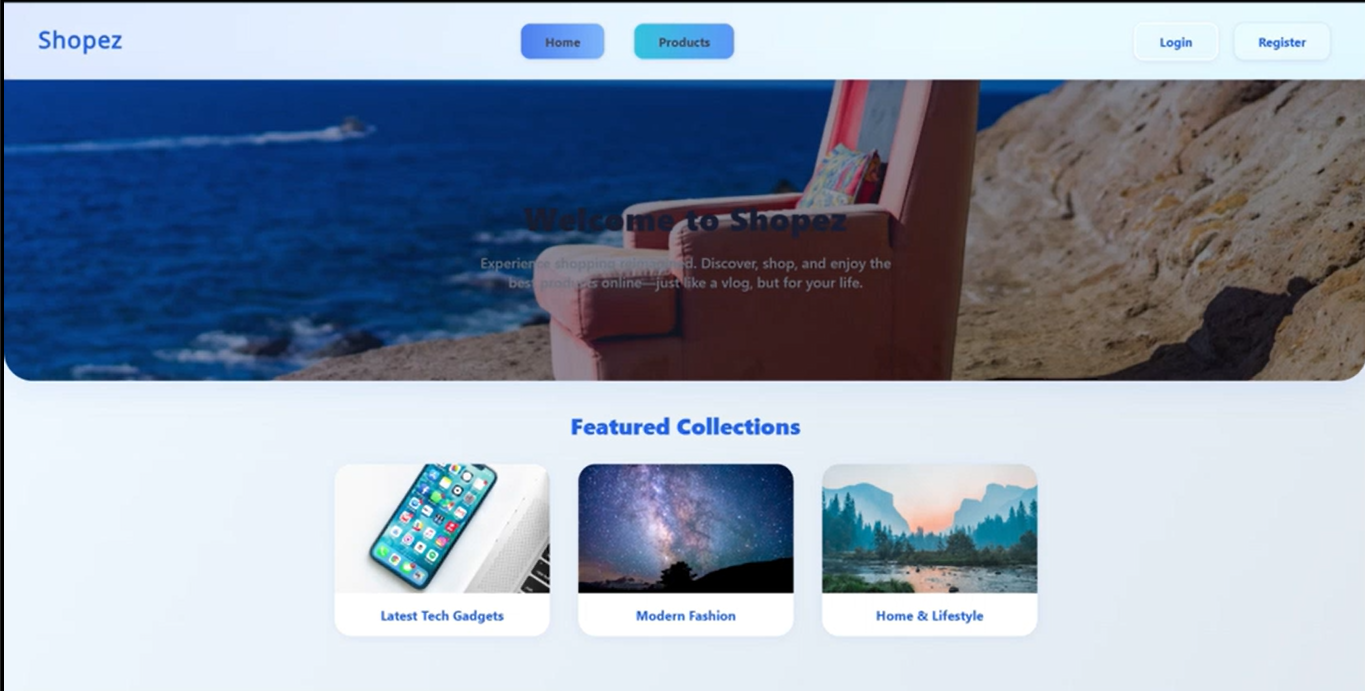 Shopez
Home
Products
Login
Register
Welcome to Shopez
Experience shopping reimagined. Discover, shop, and enjoy the
best products online—just like a vlog, but for your life.
Featured Collections
Latest Tech Gadgets
Modern Fashion
Home & Lifestyle